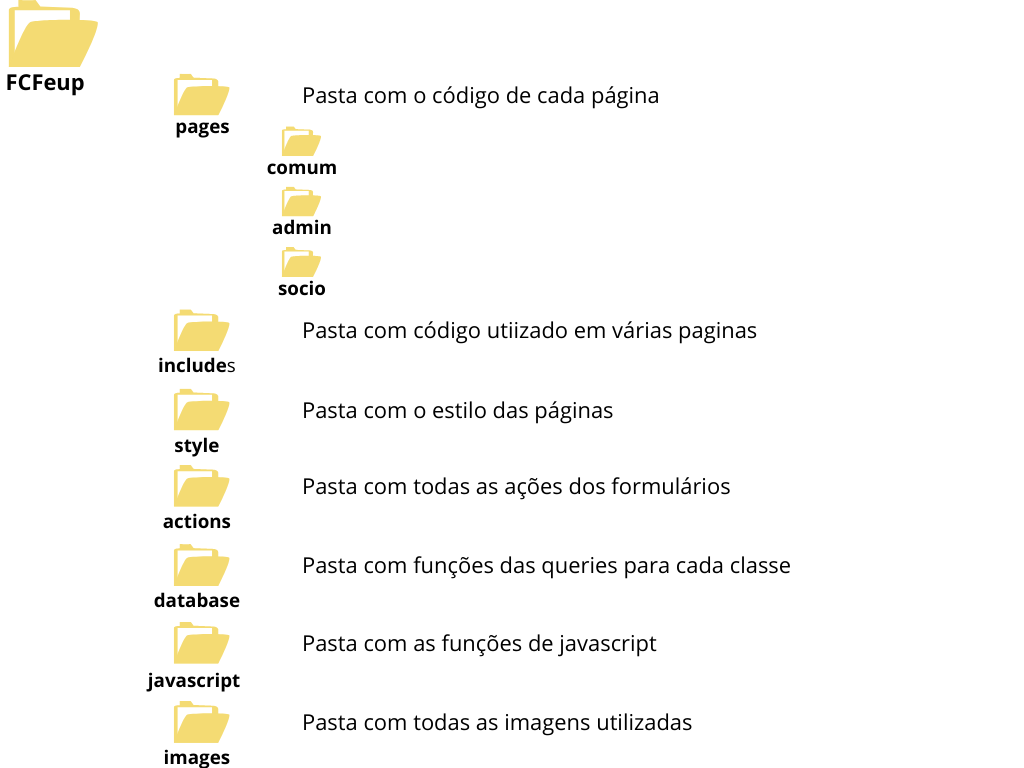 FCFeup
Pasta com o código de cada página
pages
comum
admin
socio
Pasta com código utiizado em várias paginas
includes
Pasta com o estilo das páginas
style
Pasta com todas as ações dos formulários
actions
Pasta com funções das queries para cada classe
database
Pasta com as funções de javascript
javascript
Pasta com todas as imagens utilizadas
images